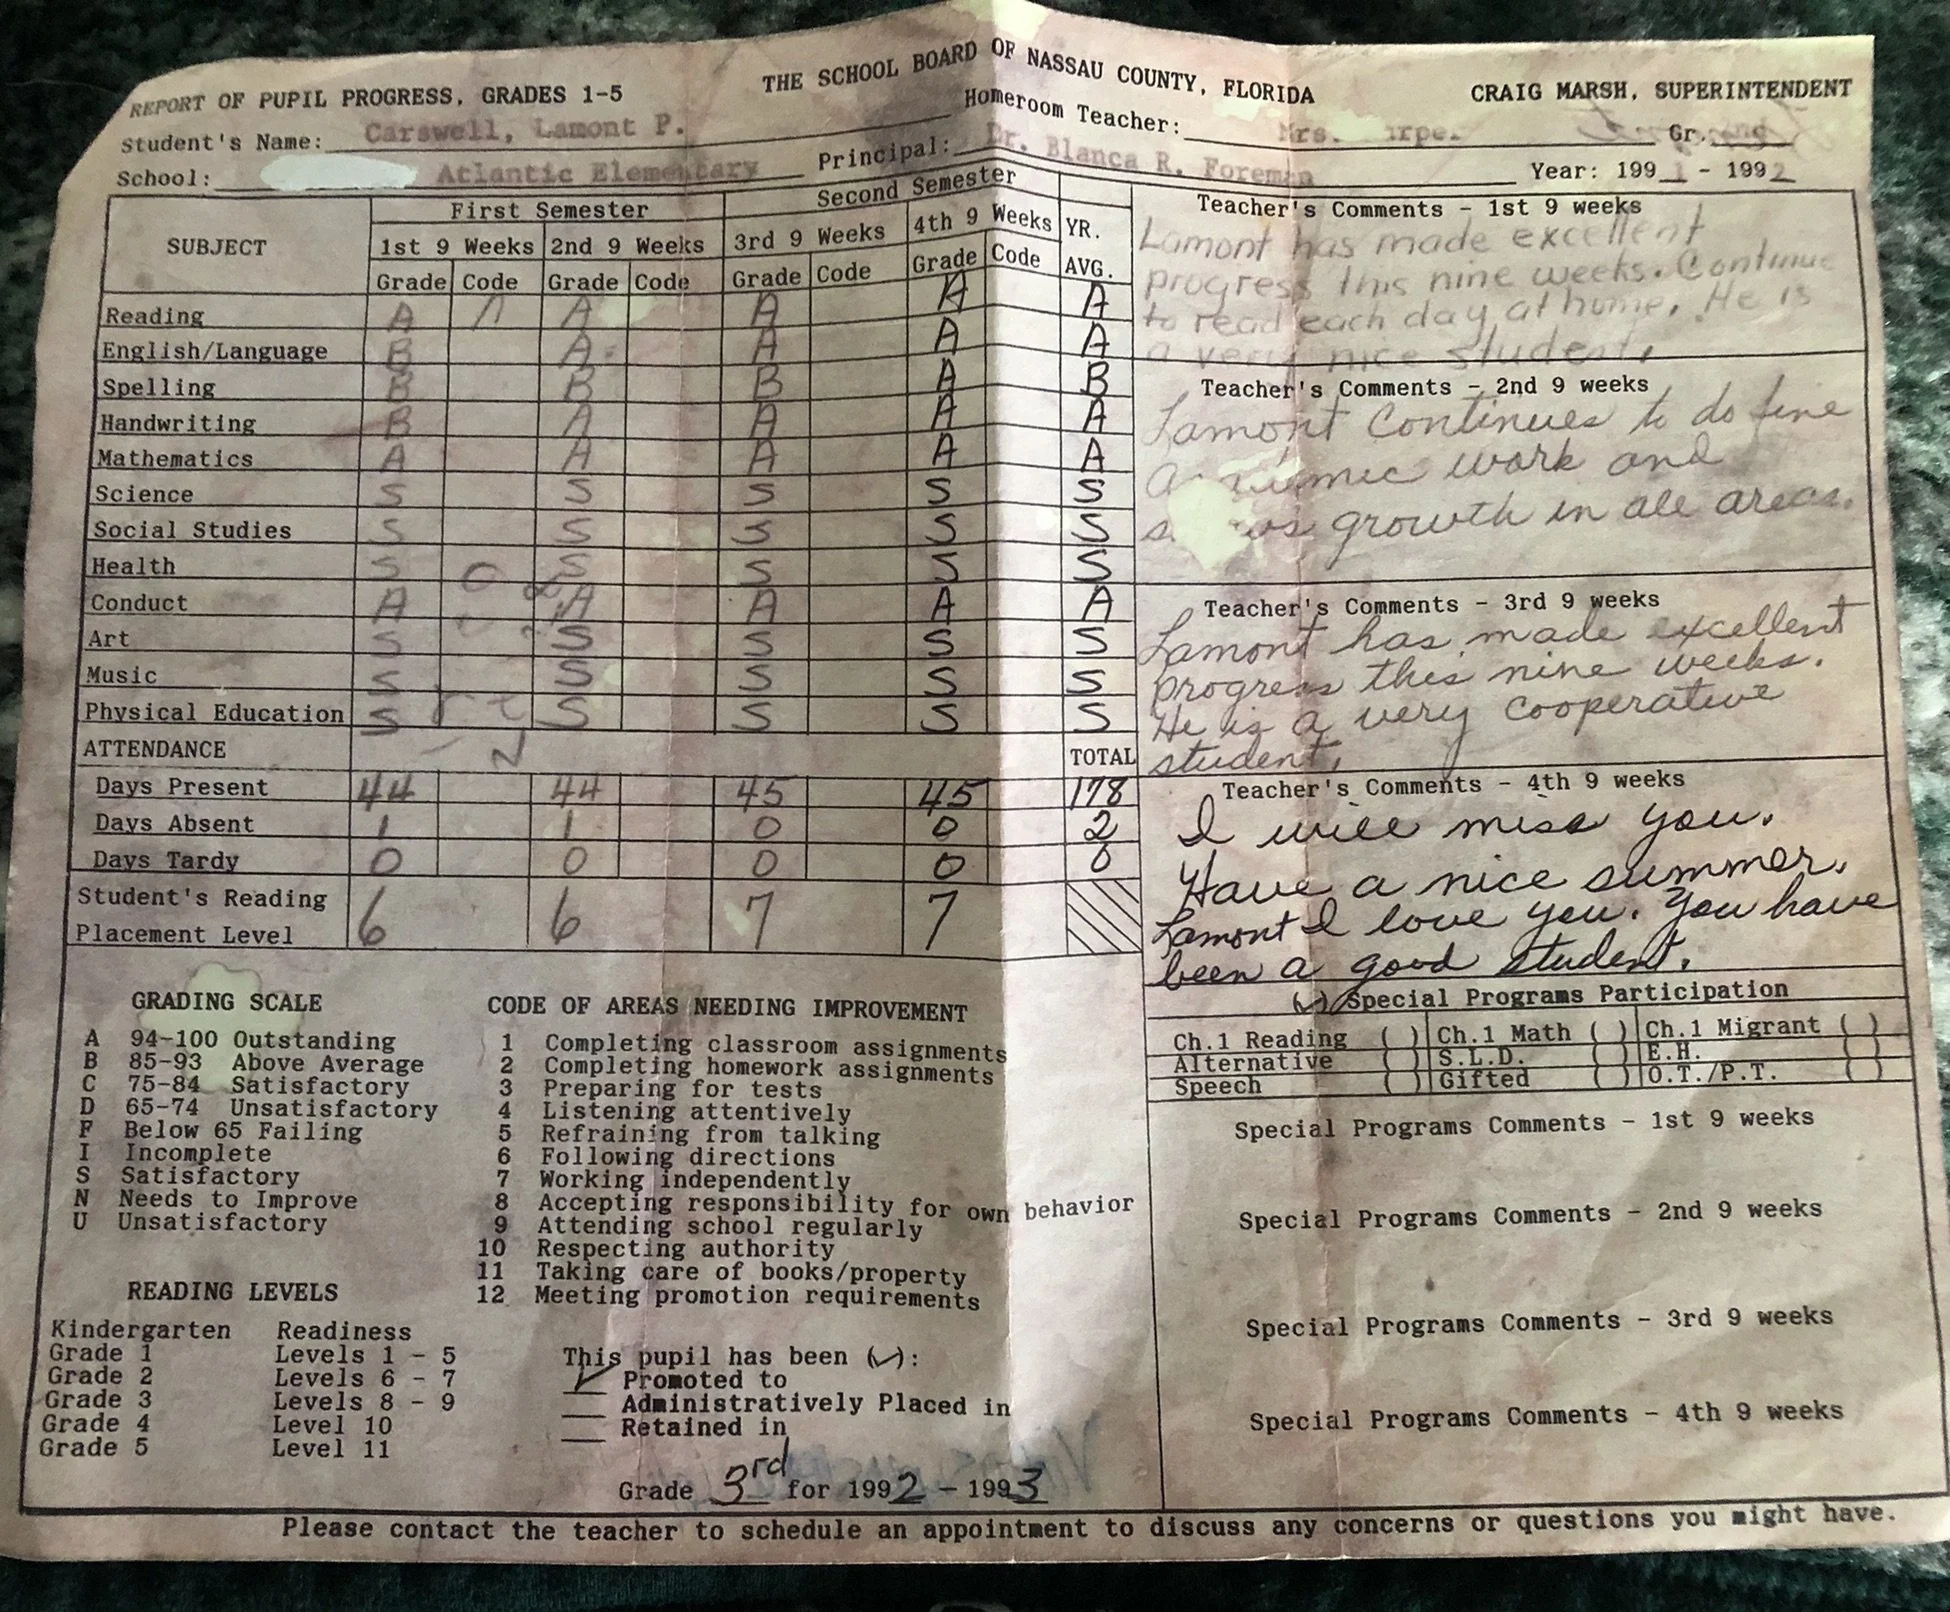 THE SCHOOL BOARD OF NASSAU COUNTY, FLORIDA
REPORT OF PUPIL PROGRESS, GRADES 1-5
CRAIG MARSH, SUPERINTENDENT
Student's Name: Carswell, Lamont P.
Homeroom Teacher: Mrs.
Gr.
School: Atlantic Elementary
Principal: Dr. Blanca R. Foreman
Year: 1991 - 1992
SUBJECT First Semester Second Semester YR. AVG.
1st 9 Weeks 2nd 9 Weeks 3rd 9 Weeks 4th 9 Weeks
Grade Code Grade Code Grade Code Grade Code
Reading A A A A A A
English/Language B A A A A
Spelling B B B A B
Handwriting B A A A A
Mathematics A A A A A
Science S S S S S
Social Studies S S S S S
Health S S S S S
Conduct A A A A A
Art S S S S S
Music S S S S S
Physical Education S S S S S
ATTENDANCE TOTAL
Days Present 44 44 45 45 178
Days Absent 1 1 0 0 2
Days Tardy 0 0 0 0 0
Student's Reading
Placement Level 6 6 7 7
Teacher's Comments - 1st 9 weeks
Lamont has made excellent
progress this nine weeks. Continue
to read each day at home. He is
a very nice student.
Teacher's Comments - 2nd 9 weeks
Lamont continues to do fine
academic work and
shows growth in all areas.
Teacher's Comments - 3rd 9 weeks
Lamont has made excellent
progress this nine weeks.
He is a very cooperative
student.
Teacher's Comments - 4th 9 weeks
I will miss you.
Have a nice summer.
Lamont I love you. You have
been a good student.
(✓) Special Programs Participation
Ch.1 Reading ( ) Ch.1 Math ( ) Ch.1 Migrant ( )
Alternative ( ) S.L.D. ( ) E.H. ( )
Speech ( ) Gifted ( ) O.T./P.T. ( )
Special Programs Comments - 1st 9 weeks
Special Programs Comments - 2nd 9 weeks
Special Programs Comments - 3rd 9 weeks
Special Programs Comments - 4th 9 weeks
GRADING SCALE
A 94-100 Outstanding
B 85-93 Above Average
C 75-84 Satisfactory
D 65-74 Unsatisfactory
F Below 65 Failing
I Incomplete
S Satisfactory
N Needs to Improve
U Unsatisfactory
CODE OF AREAS NEEDING IMPROVEMENT
1 Completing classroom assignments
2 Completing homework assignments
3 Preparing for tests
4 Listening attentively
5 Refraining from talking
6 Following directions
7 Working independently
8 Accepting responsibility for own behavior
9 Attending school regularly
10 Respecting authority
11 Taking care of books/property
12 Meeting promotion requirements
READING LEVELS
Kindergarten Readiness
Grade 1 Levels 1 - 5
Grade 2 Levels 6 - 7
Grade 3 Levels 8 - 9
Grade 4 Level 10
Grade 5 Level 11
This pupil has been (✓):
✓ Promoted to
Administratively Placed in
Retained in
Grade 3rd for 1992 - 1993
Please contact the teacher to schedule an appointment to discuss any concerns or questions you might have.